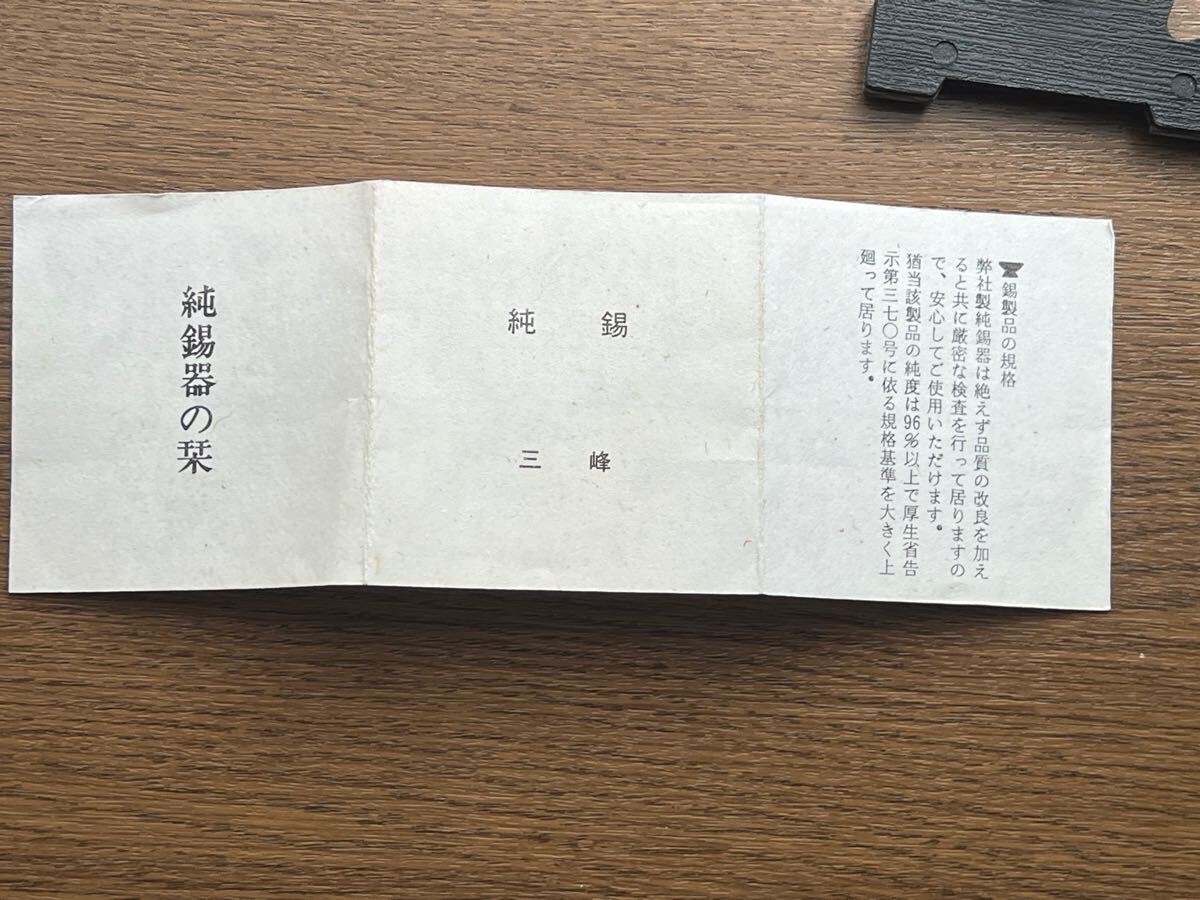 錫製品の規格
弊社製純錫器は絶えず品質の改良を加え
ると共に厳密な検査を行って居りますの
で、安心してご使用いただけます。
猶当該製品の純度は96%以上で厚生省告
示第三七〇号に依る規格基準を大きく上
廻って居ります。
純錫
三峰
純錫器の栞